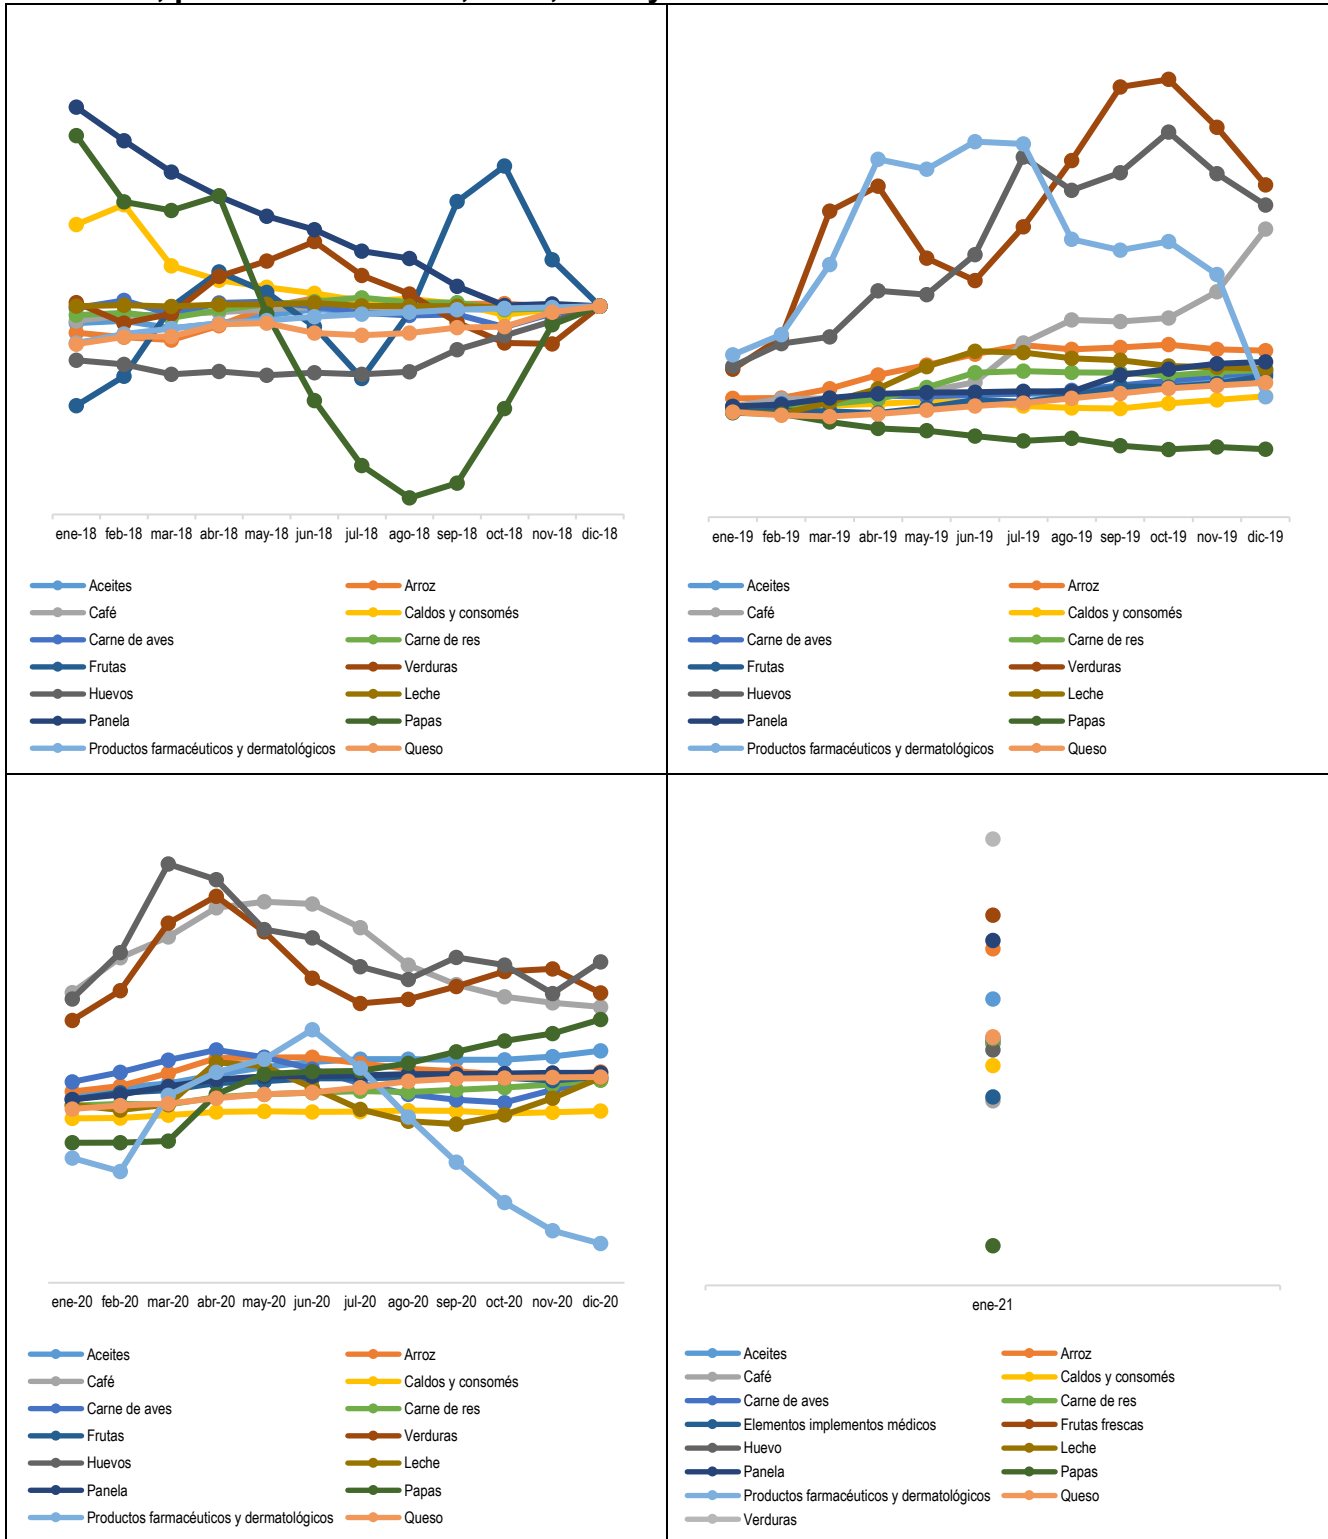 ene-18 feb-18 mar-18 abr-18 may-18 jun-18 jul-18 ago-18 sep-18 oct-18 nov-18 dic-18
Aceites Arroz
Café Caldos y consomés
Carne de aves Carne de res
Frutas Verduras
Huevos Leche
Panela Papas
Productos farmacéuticos y dermatológicos Queso
ene-19 feb-19 mar-19 abr-19 may-19 jun-19 jul-19 ago-19 sep-19 oct-19 nov-19 dic-19
Aceites Arroz
Café Caldos y consomés
Carne de aves Carne de res
Frutas Verduras
Huevos Leche
Panela Papas
Productos farmacéuticos y dermatológicos Queso
ene-20 feb-20 mar-20 abr-20 may-20 jun-20 jul-20 ago-20 sep-20 oct-20 nov-20 dic-20
Aceites Arroz
Café Caldos y consomés
Carne de aves Carne de res
Frutas Verduras
Huevos Leche
Panela Papas
Productos farmacéuticos y dermatológicos Queso
ene-21
Aceites Arroz
Café Caldos y consomés
Carne de aves Carne de res
Elementos implementos médicos Frutas frescas
Huevo Leche
Panela Papas
Productos farmacéuticos y dermatológicos Queso
Verduras